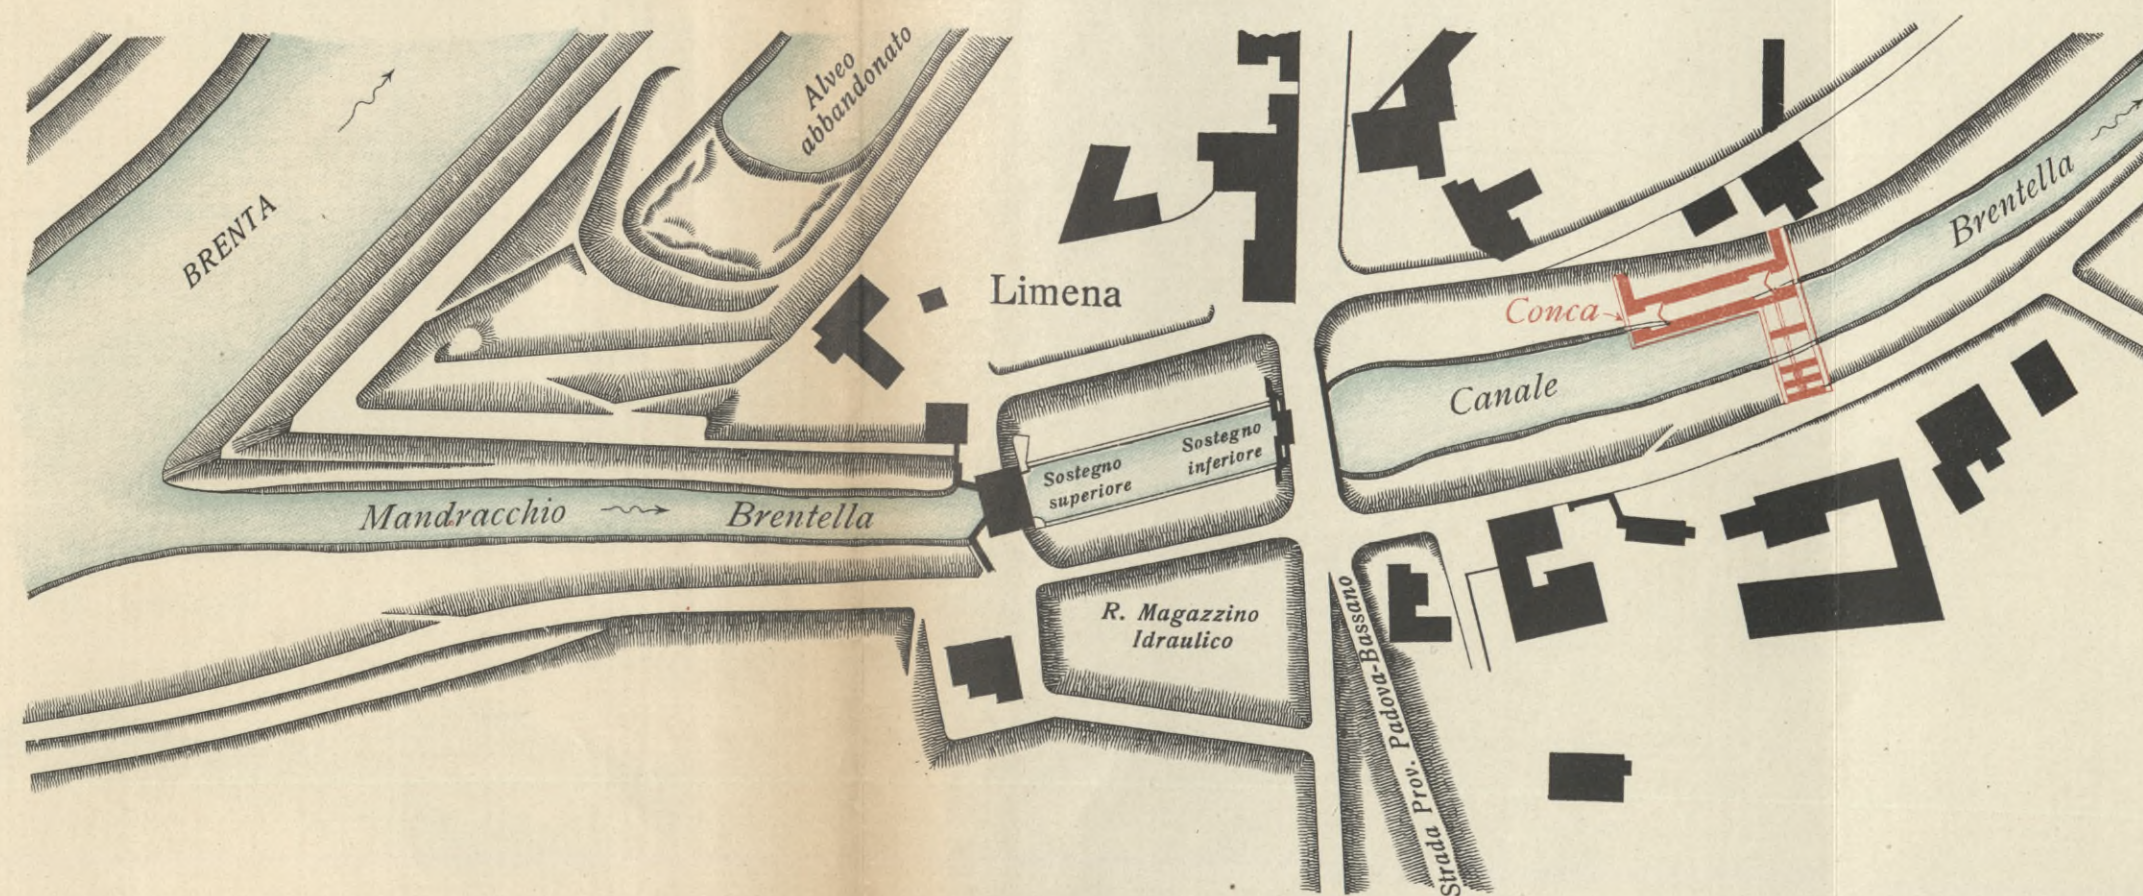 Alveo
abbandonato
BRENTA
Limena
Brentella
Conca
Canale
Sostegno
superiore
Sostegno
inferiore
Mandracchio
Brentella
R. Magazzino
Idraulico
Strada Prov. Padova-Bassano